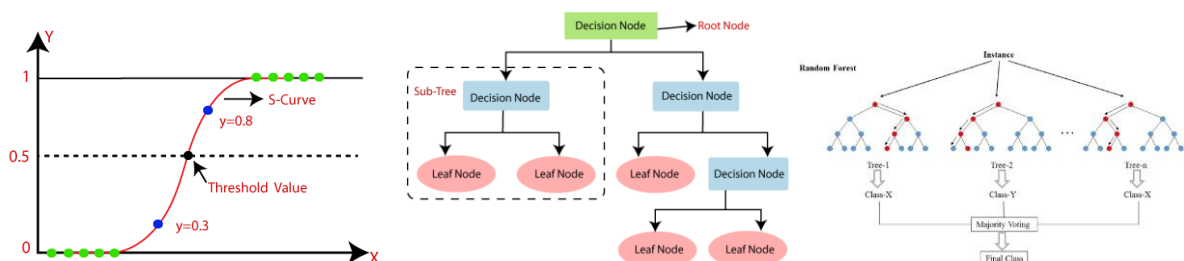 Y
1
S-Curve
y=0.8
0.5
Threshold Value
y=0.3
0
X
Decision Node
Root Node
Sub-Tree
Decision Node
Decision Node
Leaf Node
Leaf Node
Leaf Node
Decision Node
Leaf Node
Leaf Node
Instance
Random Forest
...
Tree-1
Tree-2
Tree-n
Class-X
Class-Y
Class-X
Majority Voting
Final Class